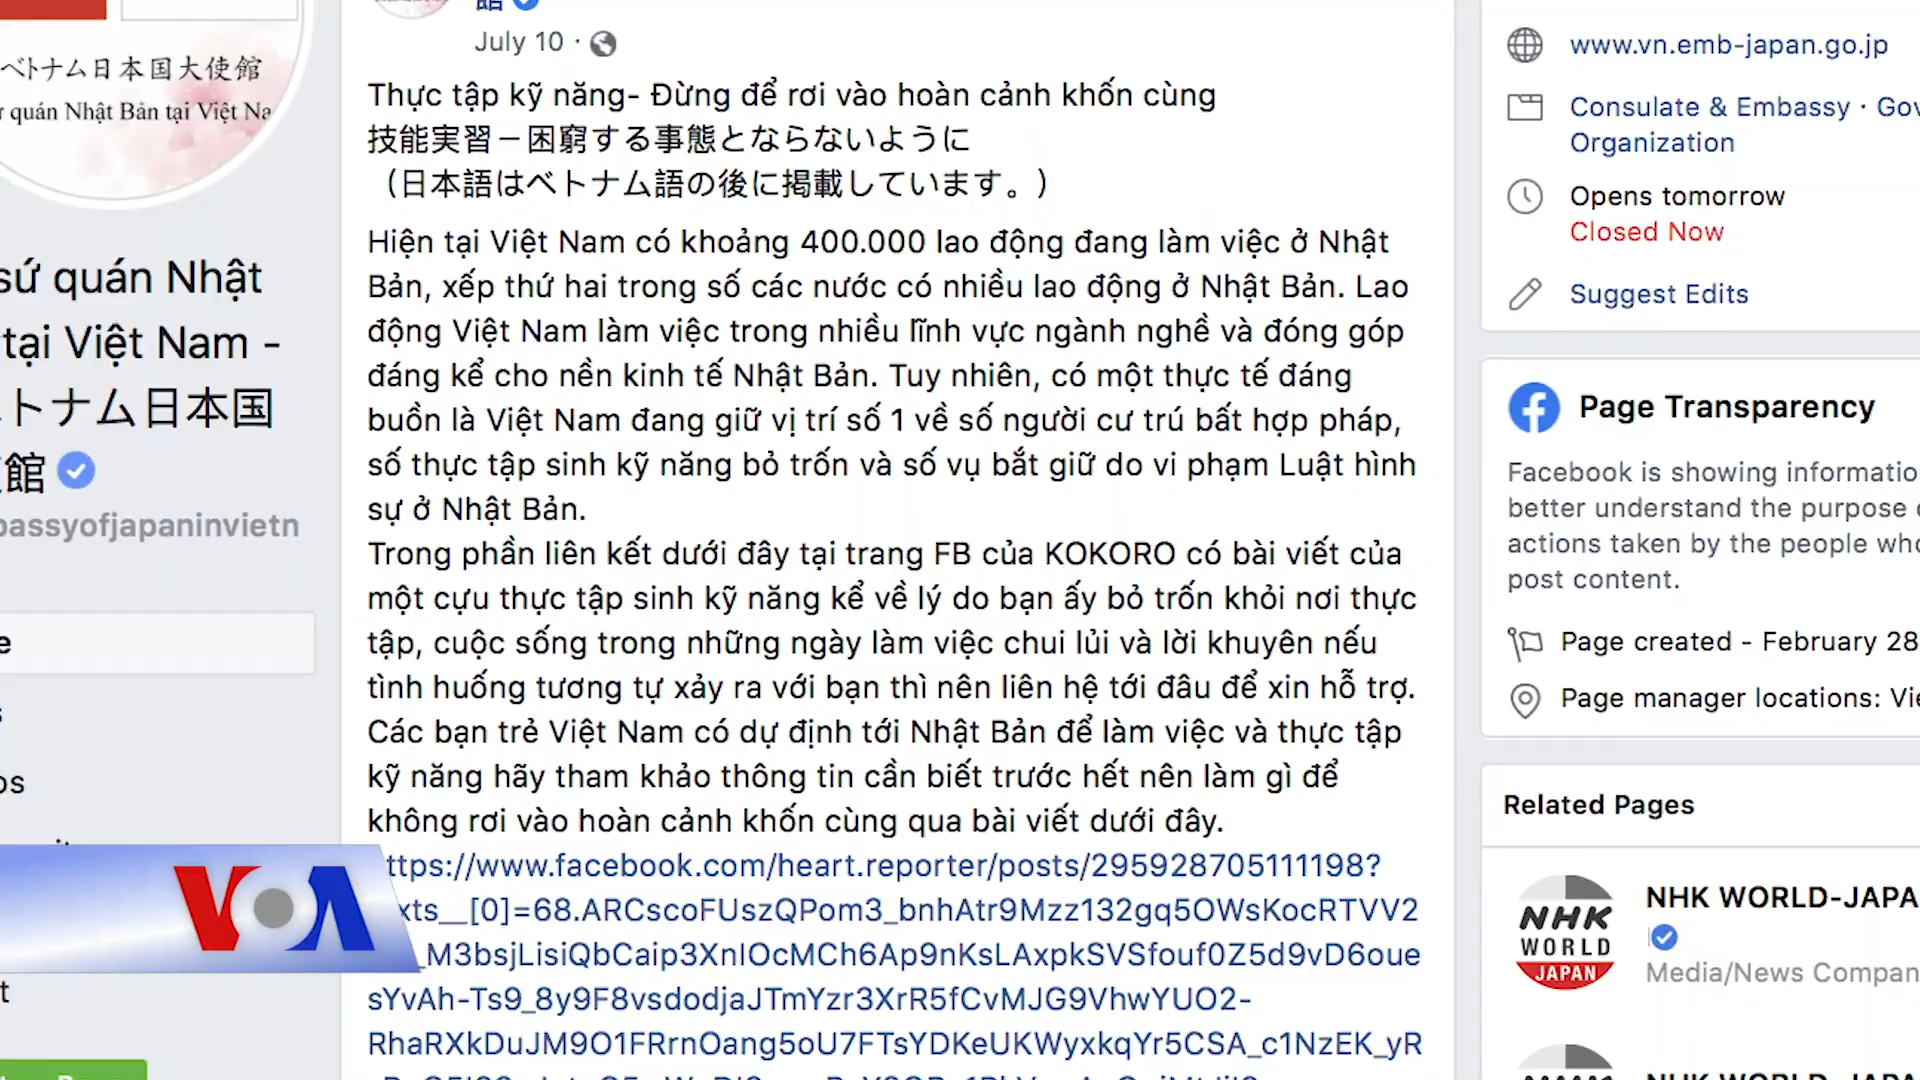 ベトナム日本国大使館
quán Nhật Bản tại Việt Na
sứ quán Nhật
tại Việt Nam -
トナム日本国
館
bassyofjapaninvietn
館
July 10 ·
Thực tập kỹ năng- Đừng để rơi vào hoàn cảnh khốn cùng
技能実習－困窮する事態とならないように
（日本語はベトナム語の後に掲載しています。）
Hiện tại Việt Nam có khoảng 400.000 lao động đang làm việc ở Nhật
Bản, xếp thứ hai trong số các nước có nhiều lao động ở Nhật Bản. Lao
động Việt Nam làm việc trong nhiều lĩnh vực ngành nghề và đóng góp
đáng kể cho nền kinh tế Nhật Bản. Tuy nhiên, có một thực tế đáng
buồn là Việt Nam đang giữ vị trí số 1 về số người cư trú bất hợp pháp,
số thực tập sinh kỹ năng bỏ trốn và số vụ bắt giữ do vi phạm Luật hình
sự ở Nhật Bản.
Trong phần liên kết dưới đây tại trang FB của KOKORO có bài viết của
một cựu thực tập sinh kỹ năng kể về lý do bạn ấy bỏ trốn khỏi nơi thực
tập, cuộc sống trong những ngày làm việc chui lủi và lời khuyên nếu
tình huống tương tự xảy ra với bạn thì nên liên hệ tới đâu để xin hỗ trợ.
Các bạn trẻ Việt Nam có dự định tới Nhật Bản để làm việc và thực tập
kỹ năng hãy tham khảo thông tin cần biết trước hết nên làm gì để
không rơi vào hoàn cảnh khốn cùng qua bài viết dưới đây.
ttps://www.facebook.com/heart.reporter/posts/295928705111198?
xts__[0]=68.ARCscoFUszQPom3_bnhAtr9Mzz132gq5OWsKocRTVV2
_M3bsjLisiQbCaip3XnIOcMCh6Ap9nKsLAxpkSVSfouf0Z5d9vD6oue
sYvAh-Ts9_8y9F8vsdodjaJTmYzr3XrR5fCvMJG9VhwYUO2-
RhaRXkDuJM9O1FRrnOang5oU7FTsYDKeUKWyxkqYr5CSA_c1NzEK_yR
VOA
www.vn.emb-japan.go.jp
Consulate & Embassy · Gov
Organization
Opens tomorrow
Closed Now
Suggest Edits
Page Transparency
Facebook is showing informatio
better understand the purpose
actions taken by the people who
post content.
Page created - February 28
Page manager locations: Vie
Related Pages
NHK WORLD-JAPA
Media/News Compan
NHK
WORLD
JAPAN